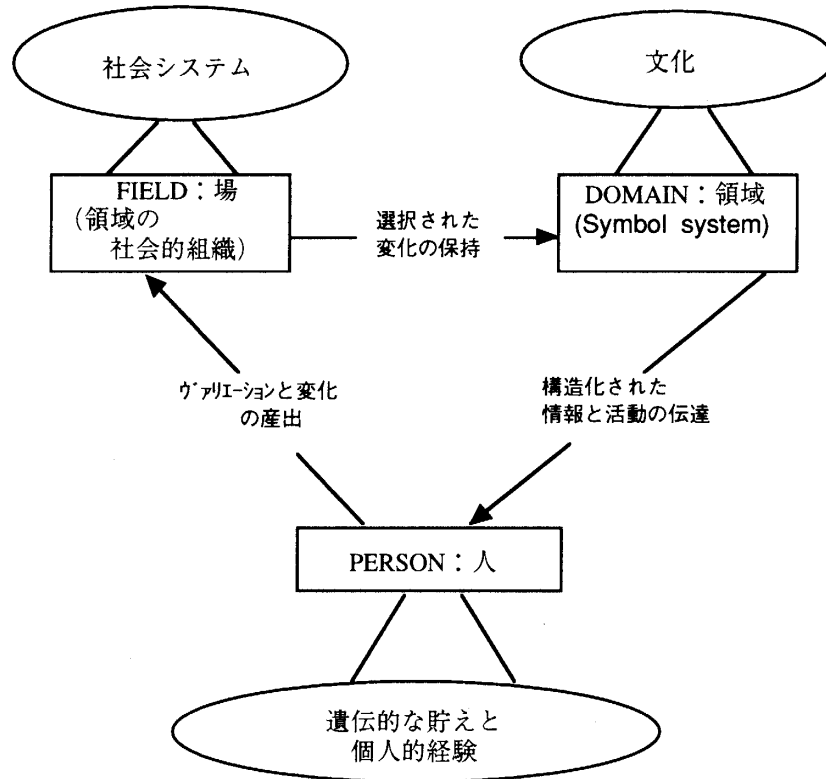 社会システム
文化
FIELD：場
（領域の
社会的組織）
選択された
変化の保持
DOMAIN：領域
(Symbol system)
ヴァリエーションと変化
の産出
構造化された
情報と活動の伝達
PERSON：人
遺伝的な貯えと
個人的経験